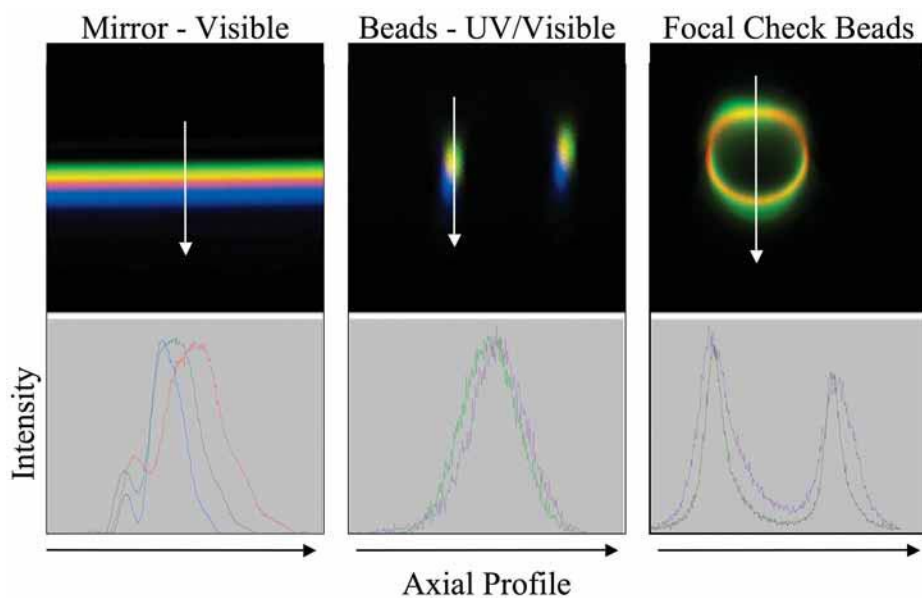 Mirror - Visible
Beads - UV/Visible
Focal Check Beads
Intensity
Axial Profile